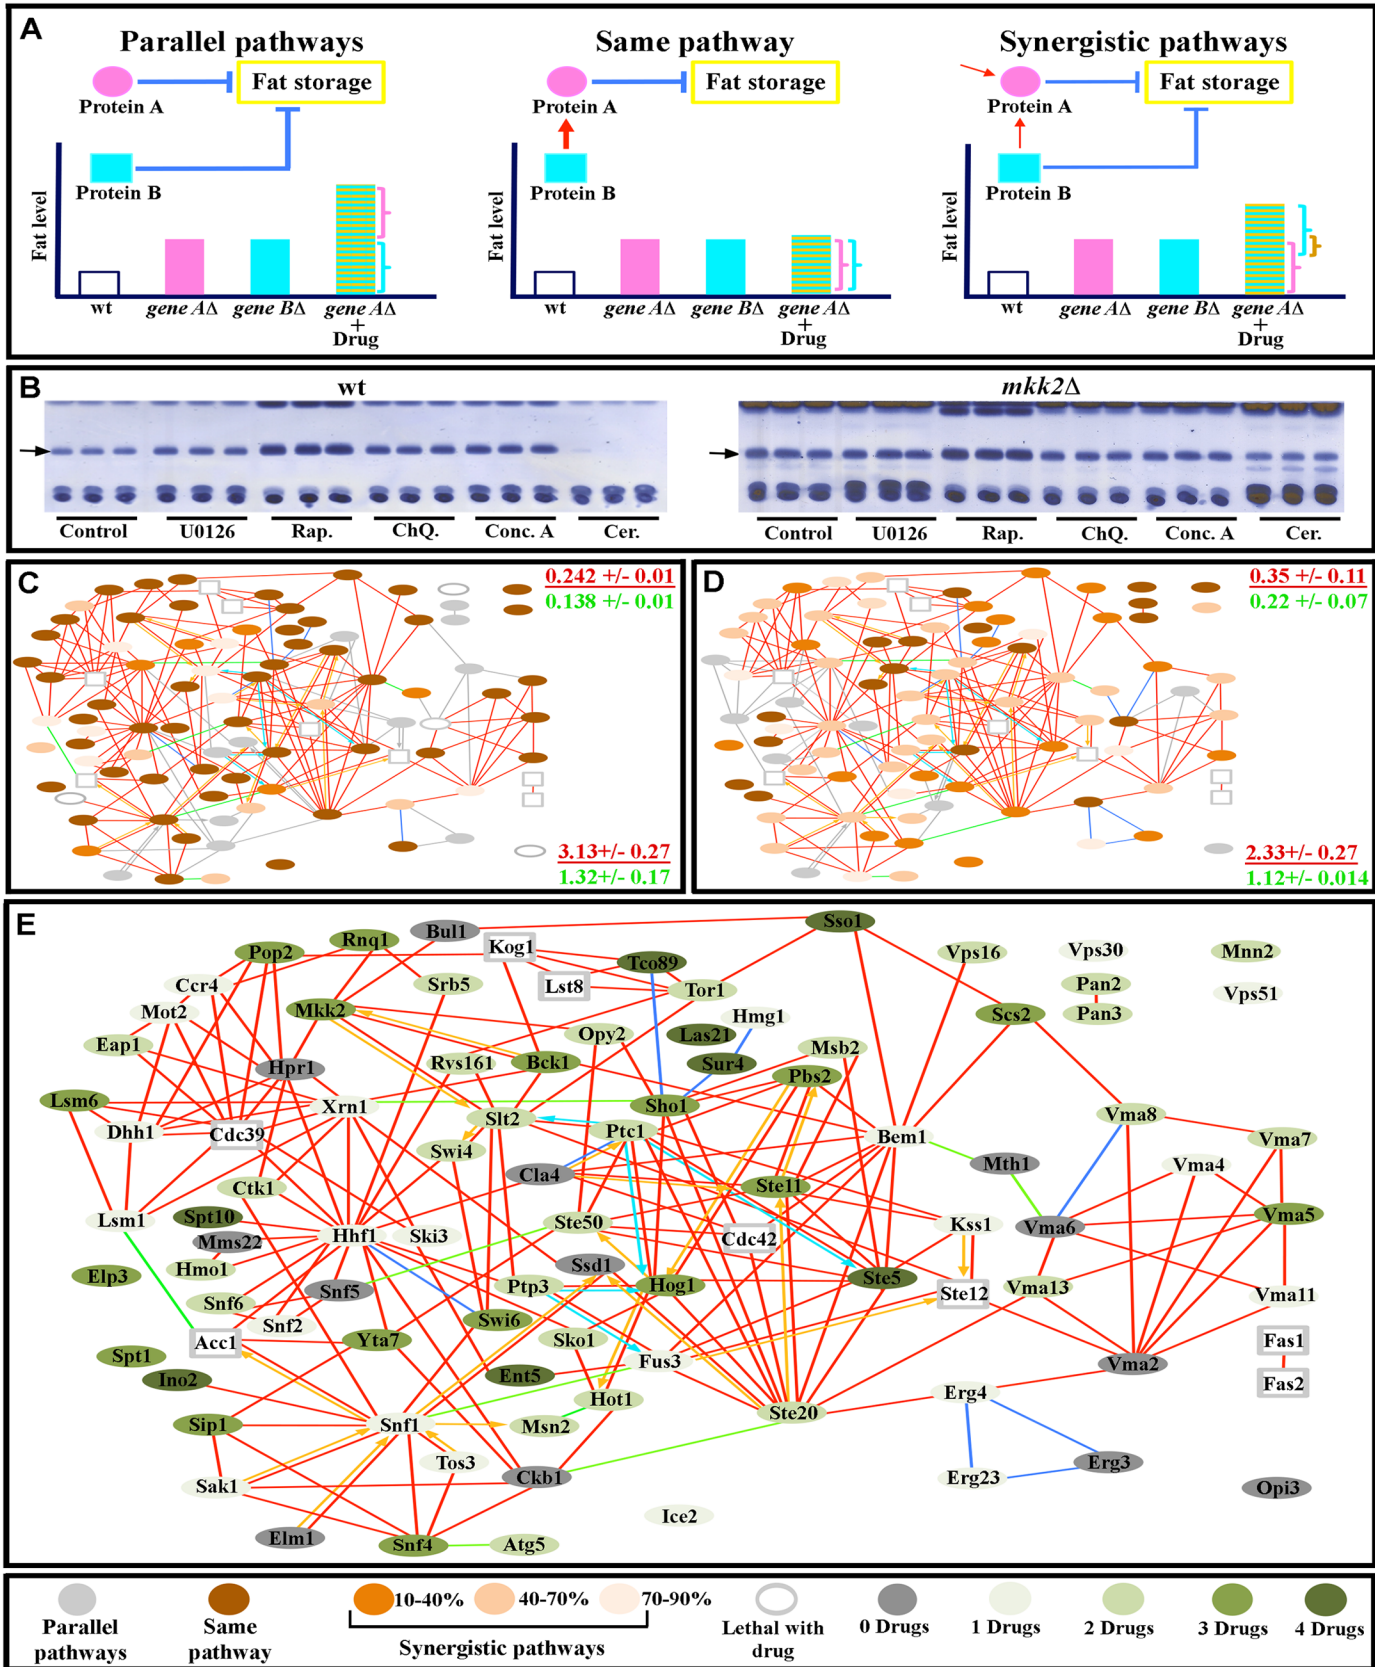 A
Parallel pathways
Protein A
Fat storage
Protein B
Fat level
wt
gene AΔ
gene BΔ
gene AΔ
+
Drug
Same pathway
Protein A
Fat storage
Protein B
Fat level
wt
gene AΔ
gene BΔ
gene AΔ
+
Drug
Synergistic pathways
Protein A
Fat storage
Protein B
Fat level
wt
gene AΔ
gene BΔ
gene AΔ
+
Drug
B
wt
Control
U0126
Rap.
ChQ.
Conc. A
Cer.
mkk2Δ
Control
U0126
Rap.
ChQ.
Conc. A
Cer.
C
0.242 +/- 0.01
0.138 +/- 0.01
3.13+/- 0.27
1.32+/- 0.17
D
0.35 +/- 0.11
0.22 +/- 0.07
2.33+/- 0.27
1.12+/- 0.014
E
Bul1
Sso1
Rnq1
Pop2
Kog1
Vps16
Vps30
Mnn2
Tco89
Ccr4
Srb5
Lst8
Tor1
Pan2
Vps51
Mot2
Mkk2
Hmg1
Scs2
Pan3
Eap1
Opy2
Las21
Msb2
Hpr1
Rvs161
Bck1
Sur4
Pbs2
Lsm6
Xrn1
Sho1
Vma8
Dhh1
Cdc39
Slt2
Ptc1
Bem1
Vma7
Swi4
Cla4
Mth1
Vma4
Ctk1
Ste11
Lsm1
Spt10
Ste50
Kss1
Vma5
Mms22
Hhf1
Ski3
Cdc42
Vma6
Hmo1
Ssd1
Elp3
Snf5
Ptp3
Hog1
Ste5
Ste12
Vma13
Vma11
Snf6
Snf2
Swi6
Acc1
Yta7
Sko1
Fas1
Spt1
Fus3
Vma2
Ino2
Ent5
Fas2
Hot1
Erg4
Sip1
Snf1
Msn2
Ste20
Tos3
Erg3
Sak1
Ckb1
Erg23
Opi3
Ice2
Elm1
Snf4
Atg5
Parallel
pathways
Same
pathway
10-40%
40-70%
70-90%
Synergistic pathways
Lethal with
drug
0 Drugs
1 Drugs
2 Drugs
3 Drugs
4 Drugs